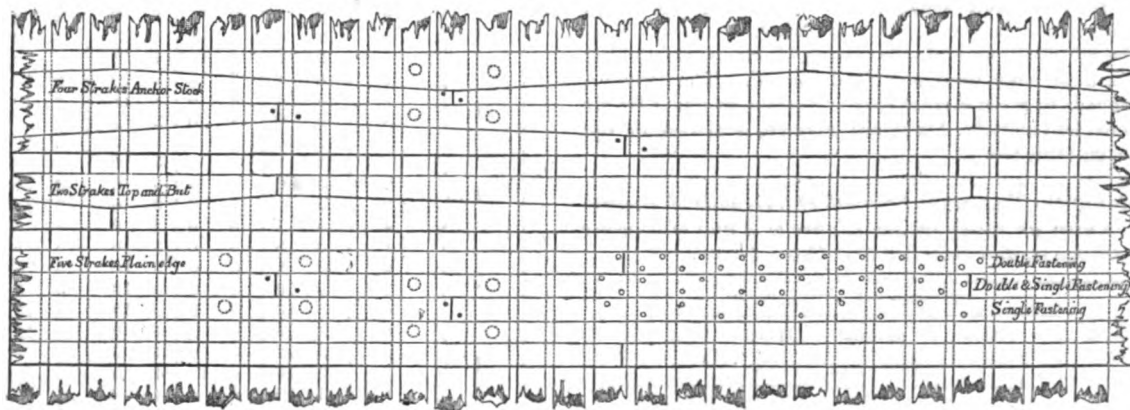 Four Strakes Anchor Stock
Two Strakes Top and But
Five Strakes Plain edge
Double Fastening
Double & Single Fastening
Single Fastening